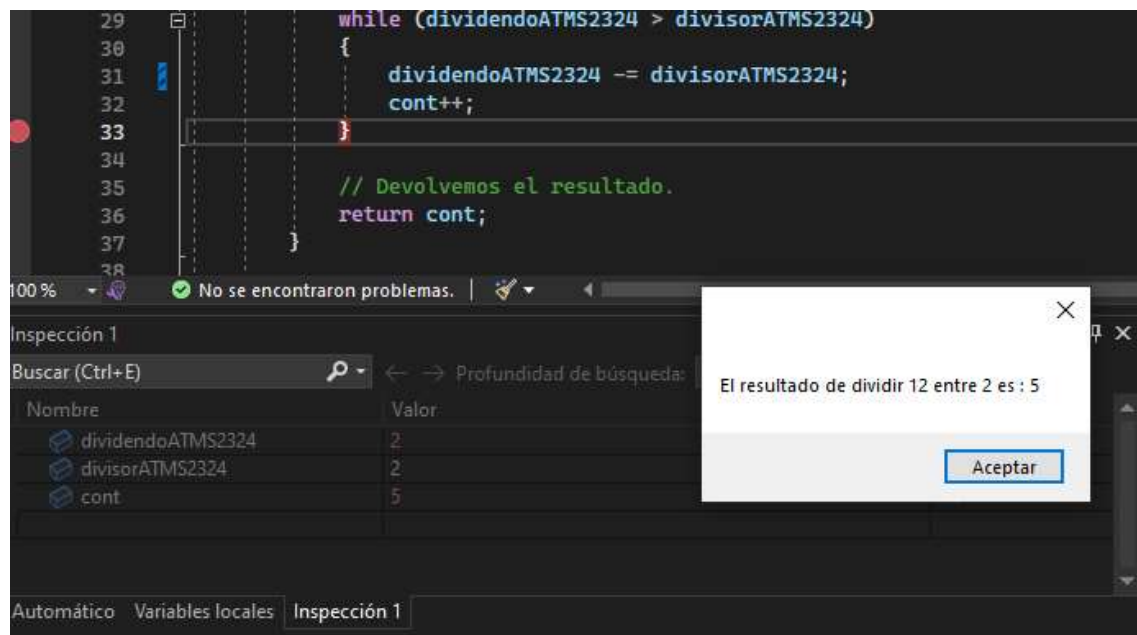 29 while (dividendoATMS2324 > divisorATMS2324)
30 {
31 dividendoATMS2324 -= divisorATMS2324;
32 cont++;
33 }
34
35 // Devolvemos el resultado.
36 return cont;
37 }
38
100 % No se encontraron problemas.
Inspección 1
Buscar (Ctrl+E) Profundidad de búsqueda:
Nombre Valor
dividendoATMS2324 2
divisorATMS2324 2
cont 5
El resultado de dividir 12 entre 2 es : 5
Aceptar
Automático Variables locales Inspección 1